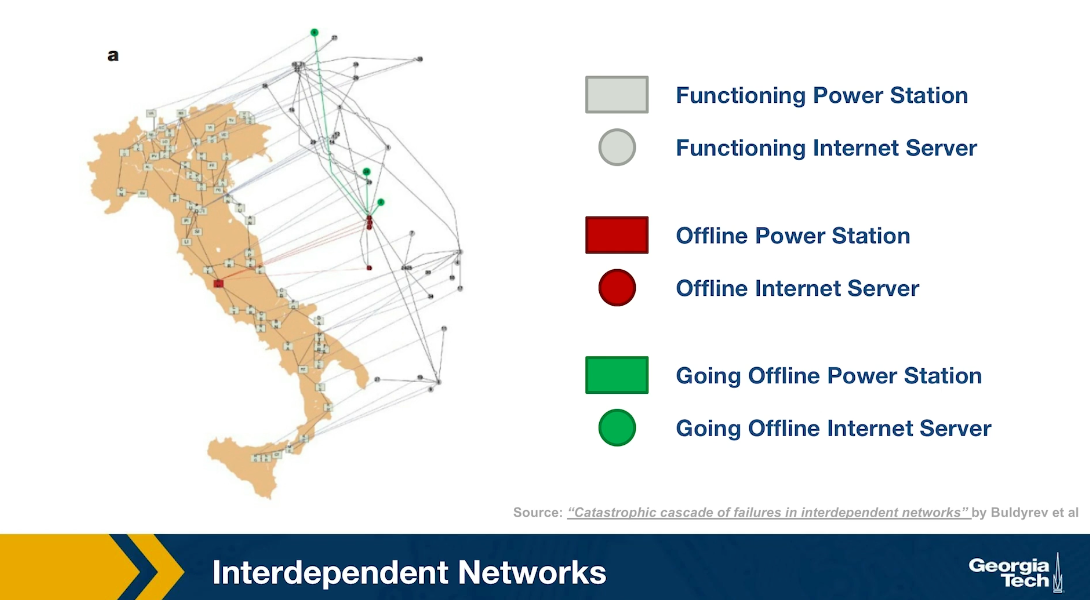 a
Functioning Power Station
Functioning Internet Server
Offline Power Station
Offline Internet Server
Going Offline Power Station
Going Offline Internet Server
Source: “Catastrophic cascade of failures in interdependent networks” by Buldyrev et al
Interdependent Networks
Georgia
Tech